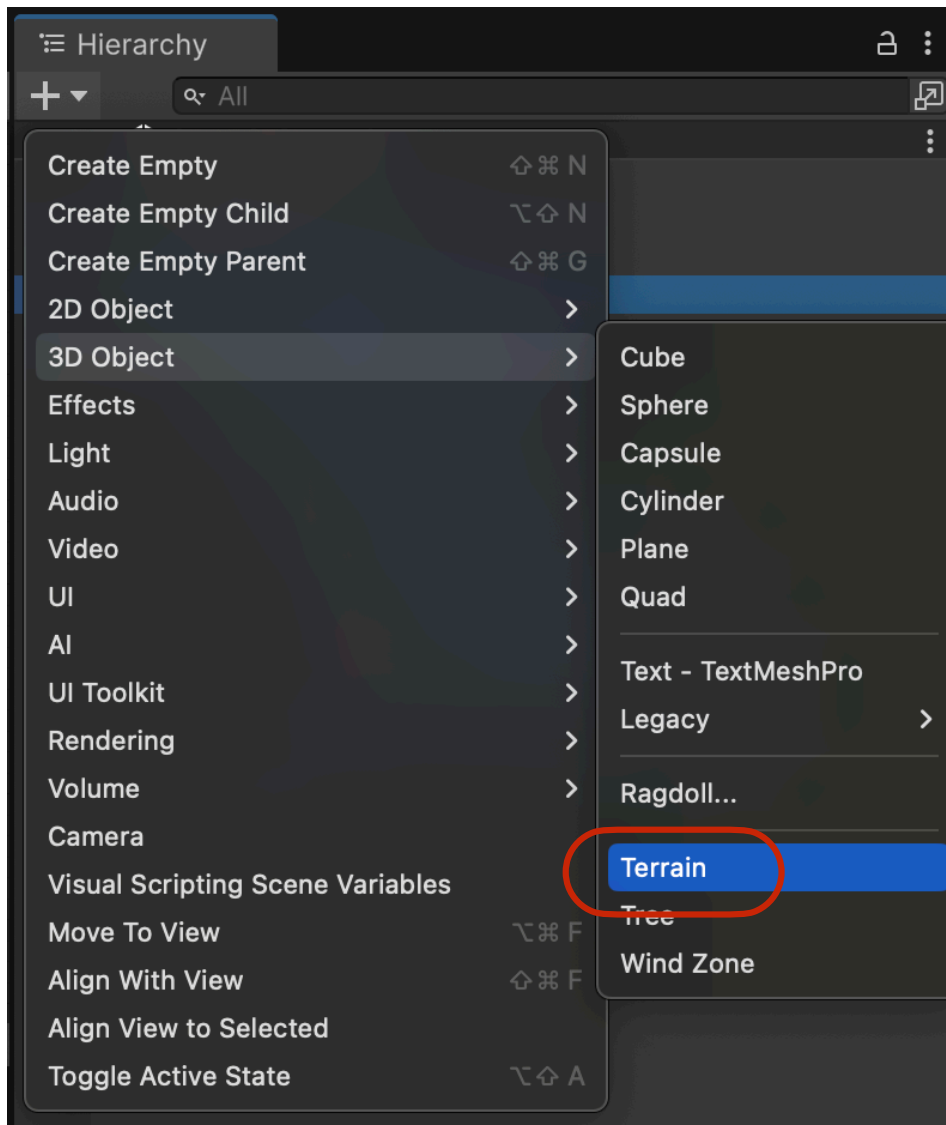 Hierarchy
All
Create Empty ⇧⌘ N
Create Empty Child ⌥⇧ N
Create Empty Parent ⇧⌘ G
2D Object
3D Object
Effects
Light
Audio
Video
UI
AI
UI Toolkit
Rendering
Volume
Camera
Visual Scripting Scene Variables
Move To View ⌥⌘ F
Align With View ⇧⌘ F
Align View to Selected
Toggle Active State ⌥⇧ A
Cube
Sphere
Capsule
Cylinder
Plane
Quad
Text - TextMeshPro
Legacy
Ragdoll...
Terrain
Tree
Wind Zone